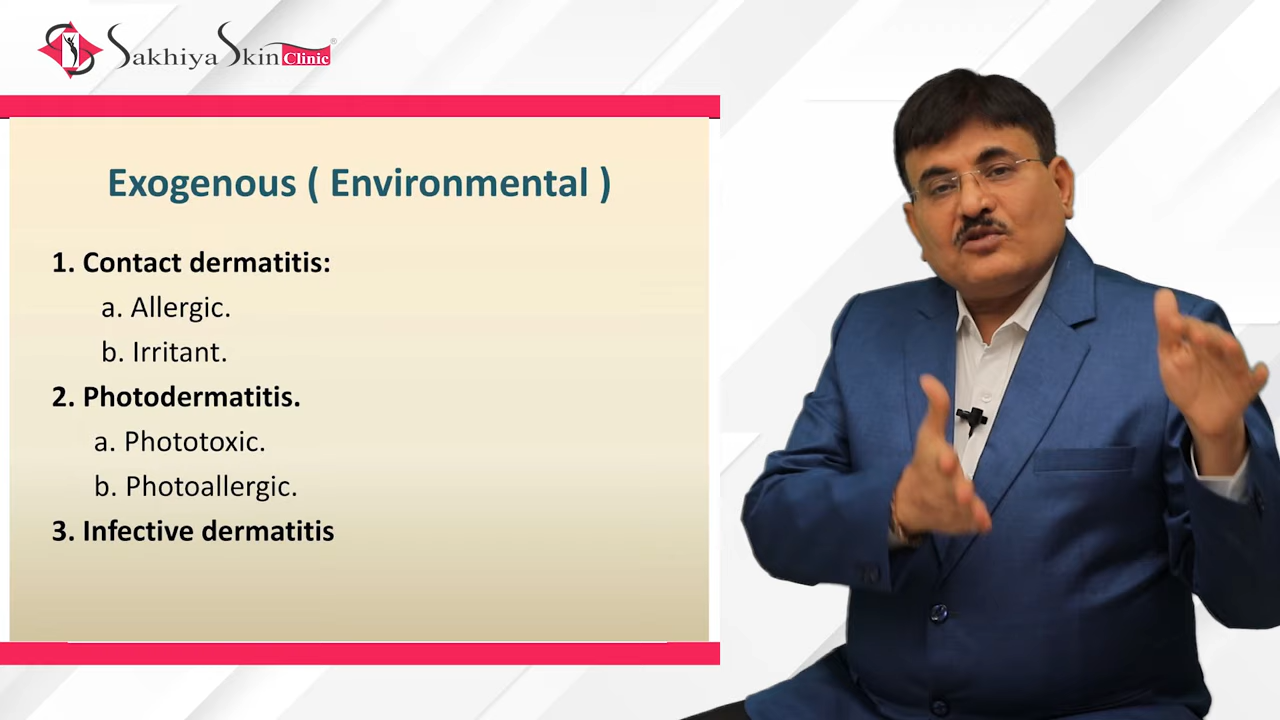 Sakhiya Skin Clinic®
Exogenous ( Environmental )
1. Contact dermatitis:
a. Allergic.
b. Irritant.
2. Photodermatitis.
a. Phototoxic.
b. Photoallergic.
3. Infective dermatitis